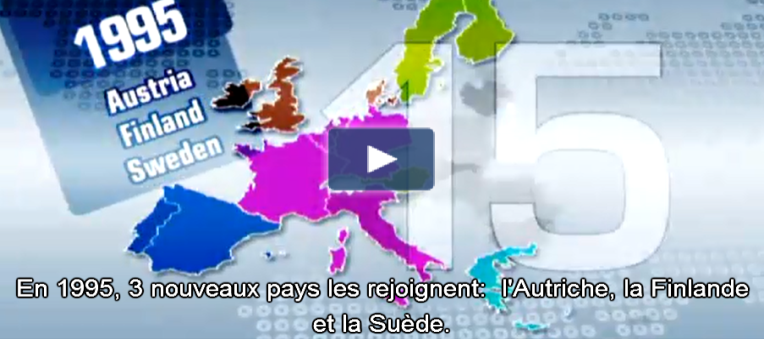 1995
Austria
Finland
Sweden
15
En 1995, 3 nouveaux pays les rejoignent:  l'Autriche, la Finlande
et la Suède.